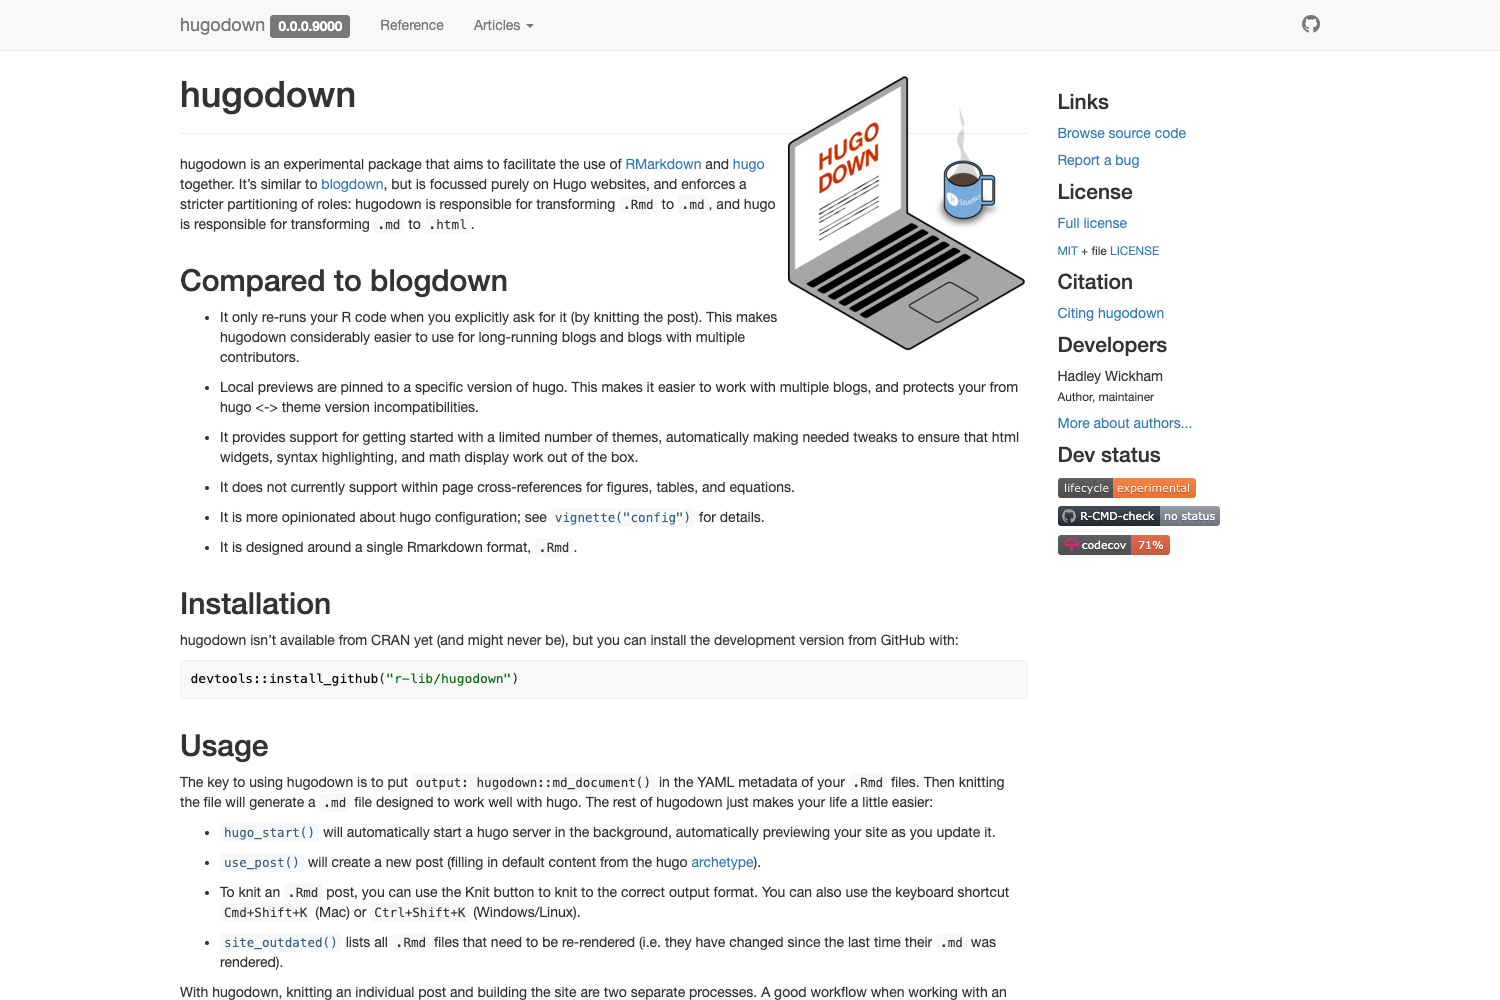 hugodown 0.0.0.9000 Reference Articles
hugodown
HUGO
DOWN
Studio
hugodown is an experimental package that aims to facilitate the use of RMarkdown and hugo
together. It’s similar to blogdown, but is focussed purely on Hugo websites, and enforces a
stricter partitioning of roles: hugodown is responsible for transforming .Rmd to .md, and hugo
is responsible for transforming .md to .html.
Compared to blogdown
• It only re-runs your R code when you explicitly ask for it (by knitting the post). This makes
hugodown considerably easier to use for long-running blogs and blogs with multiple
contributors.
• Local previews are pinned to a specific version of hugo. This makes it easier to work with multiple blogs, and protects your from
hugo <-> theme version incompatibilities.
• It provides support for getting started with a limited number of themes, automatically making needed tweaks to ensure that html
widgets, syntax highlighting, and math display work out of the box.
• It does not currently support within page cross-references for figures, tables, and equations.
• It is more opinionated about hugo configuration; see vignette("config") for details.
• It is designed around a single Rmarkdown format, .Rmd.
Installation
hugodown isn’t available from CRAN yet (and might never be), but you can install the development version from GitHub with:
devtools::install_github("r-lib/hugodown")
Usage
The key to using hugodown is to put output: hugodown::md_document() in the YAML metadata of your .Rmd files. Then knitting
the file will generate a .md file designed to work well with hugo. The rest of hugodown just makes your life a little easier:
• hugo_start() will automatically start a hugo server in the background, automatically previewing your site as you update it.
• use_post() will create a new post (filling in default content from the hugo archetype).
• To knit an .Rmd post, you can use the Knit button to knit to the correct output format. You can also use the keyboard shortcut
Cmd+Shift+K (Mac) or Ctrl+Shift+K (Windows/Linux).
• site_outdated() lists all .Rmd files that need to be re-rendered (i.e. they have changed since the last time their .md was
rendered).
With hugodown, knitting an individual post and building the site are two separate processes. A good workflow when working with an
Links
Browse source code
Report a bug
License
Full license
MIT + file LICENSE
Citation
Citing hugodown
Developers
Hadley Wickham
Author, maintainer
More about authors...
Dev status
lifecycle experimental
R-CMD-check no status
codecov 71%